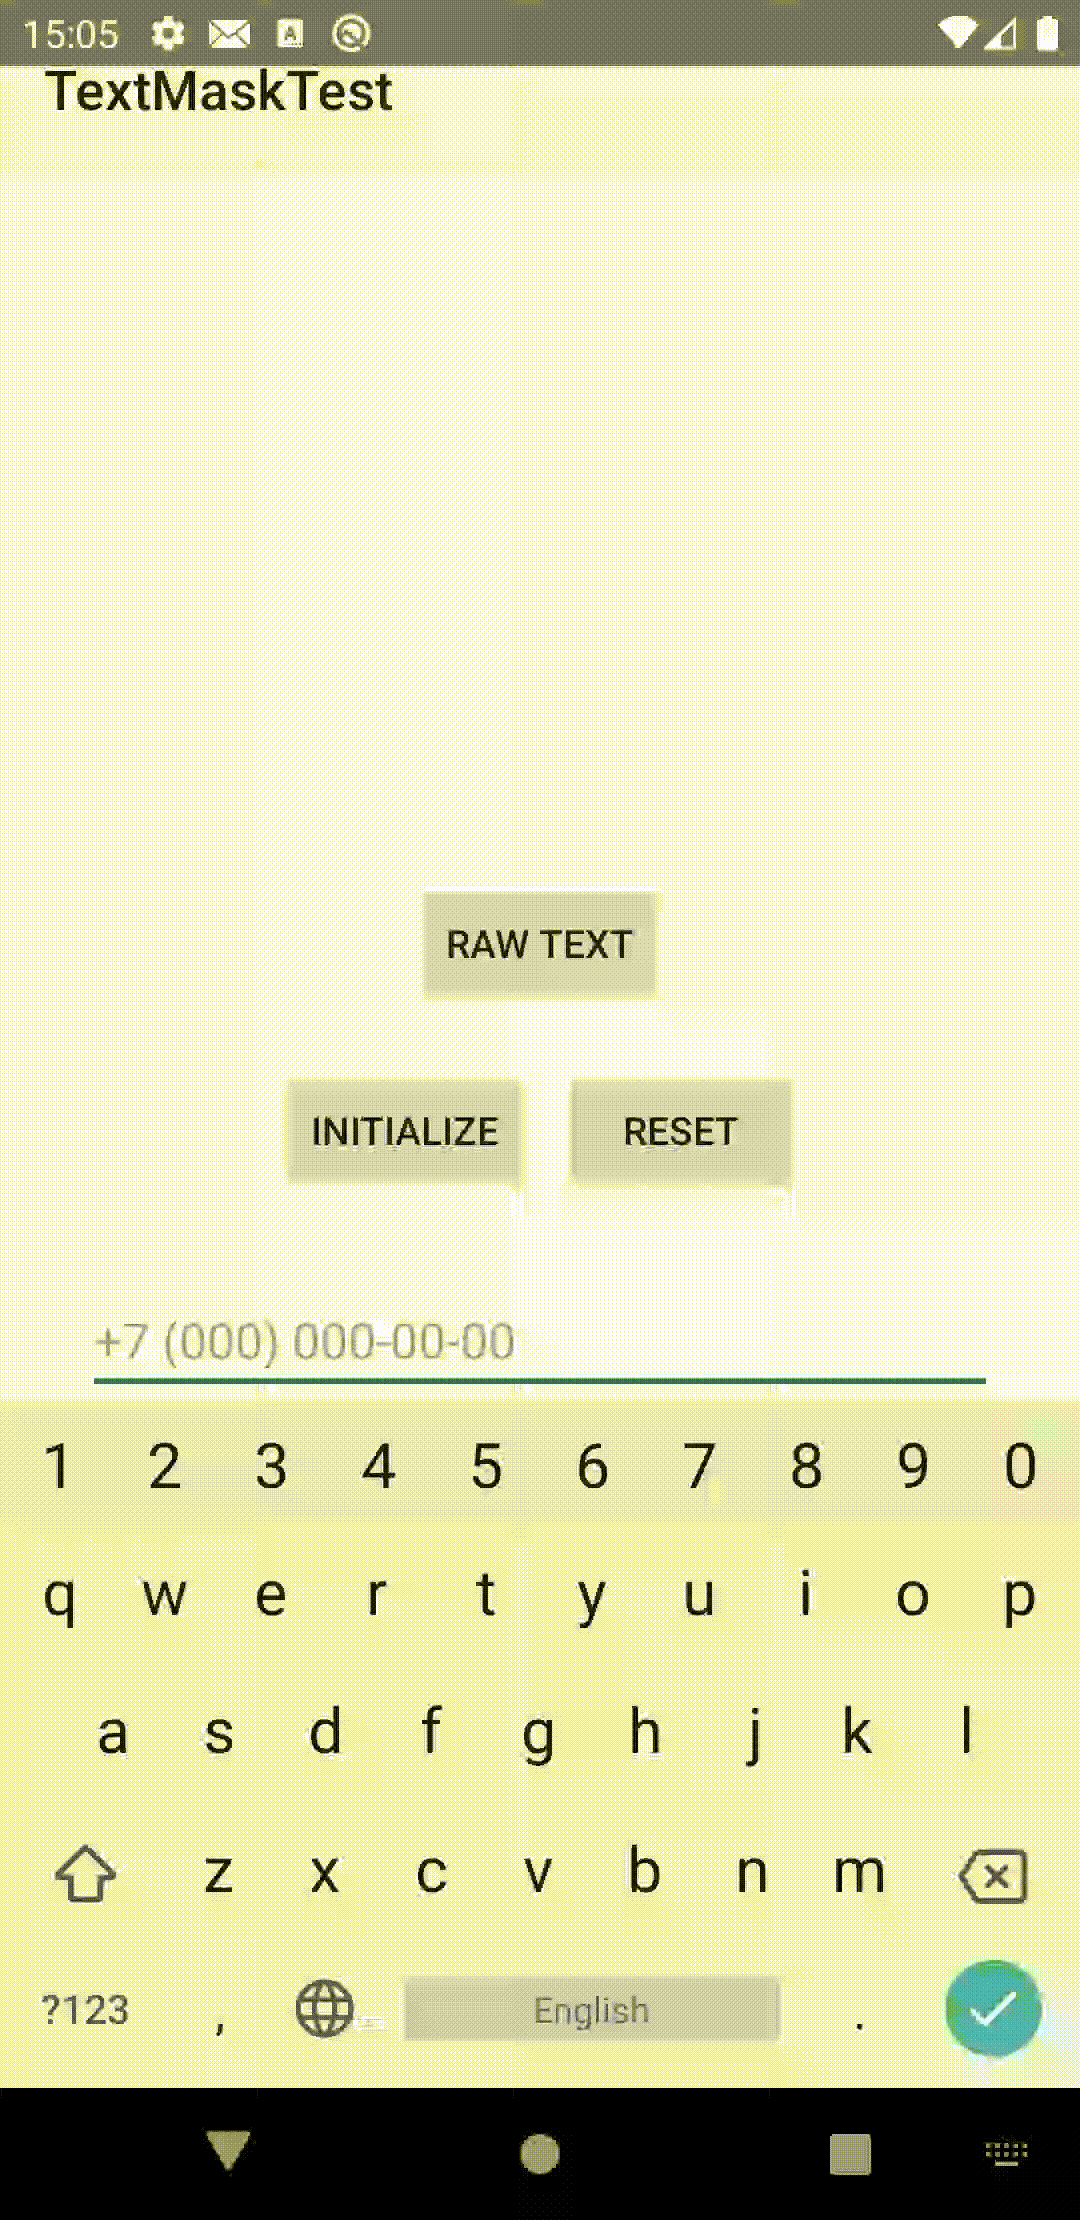 15:05
TextMaskTest
RAW TEXT
INITIALIZE RESET
+7 (000) 000-00-00
1 2 3 4 5 6 7 8 9 0
q w e r t y u i o p
a s d f g h j k l
z x c v b n m
?123 , English .